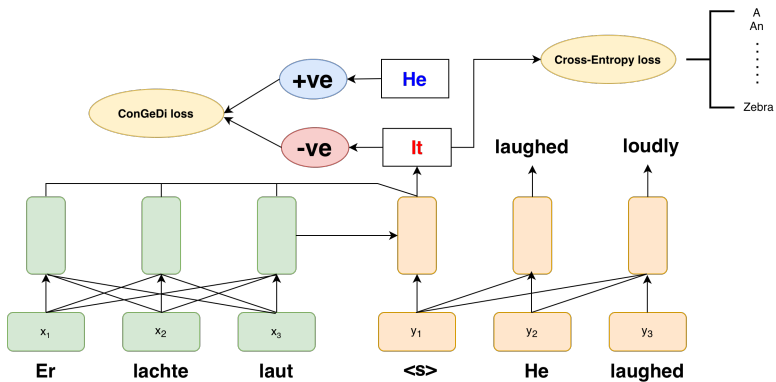 A
An
Zebra
Cross-Entropy loss
+ve
He
ConGeDi loss
-ve
It
laughed
loudly
x1
x2
x3
y1
y2
y3
Er
lachte
laut
<s>
He
laughed